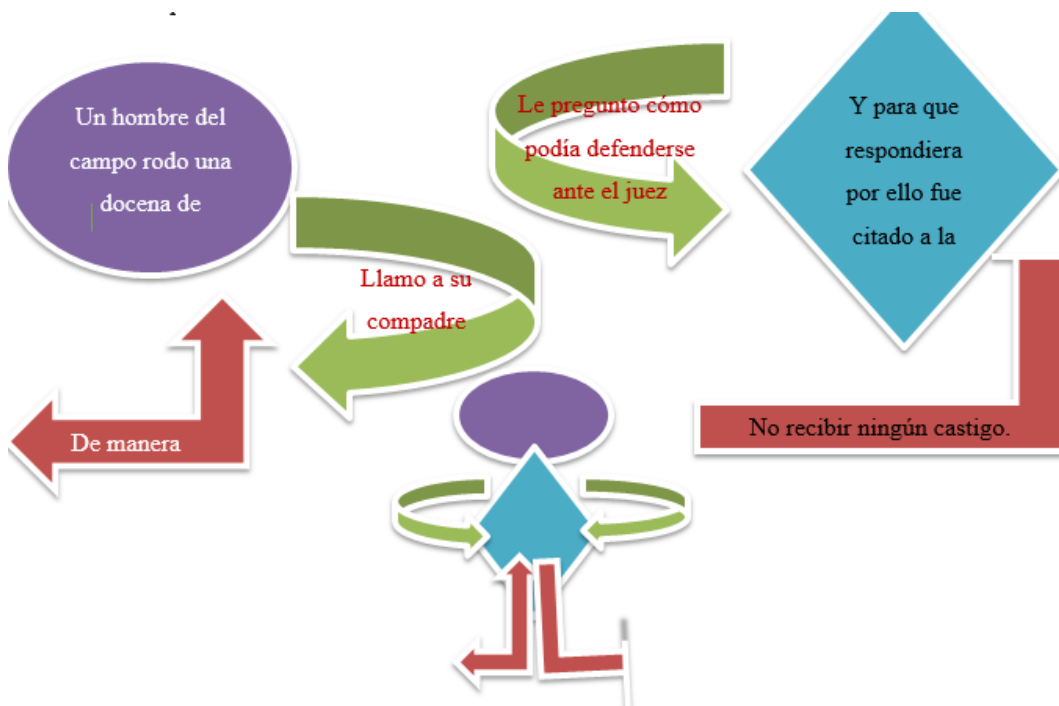 Un hombre del
campo rodo una
docena de
Le pregunto cómo
podía defenderse
ante el juez
Y para que
respondiera
por ello fue
citado a la
Llamo a su
compadre
De manera
No recibir ningún castigo.